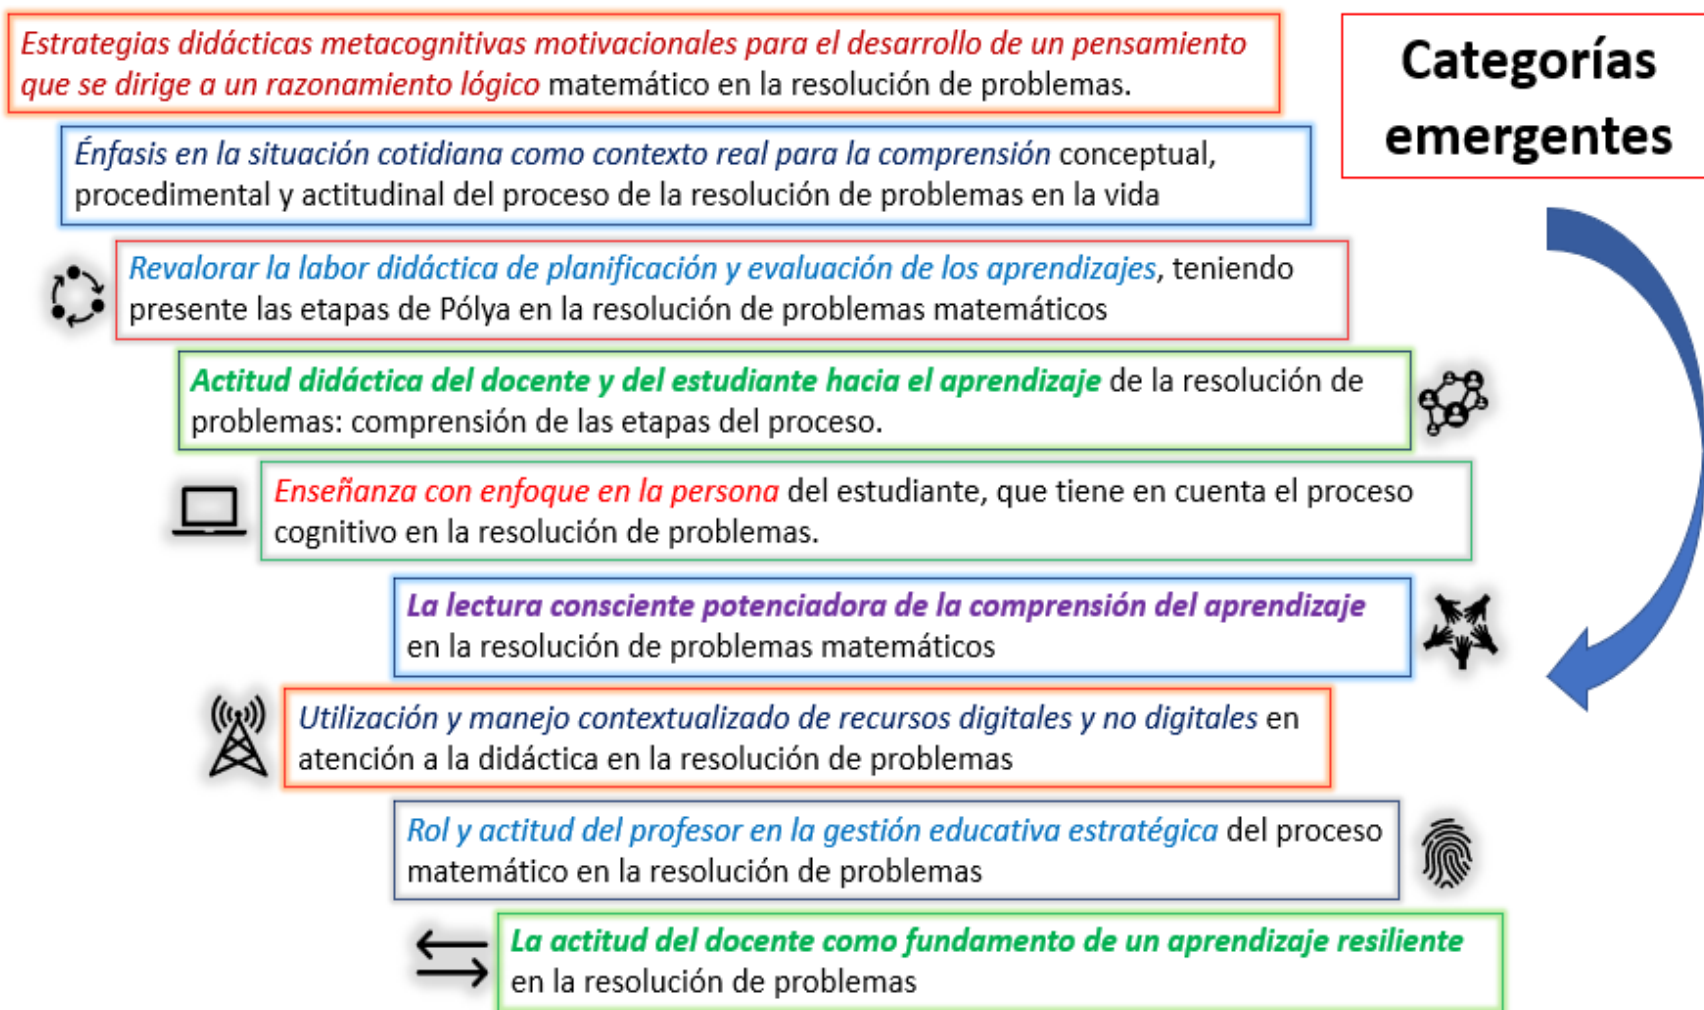 Estrategias didácticas metacognitivas motivacionales para el desarrollo de un pensamiento
que se dirige a un razonamiento lógico matemático en la resolución de problemas.
Categorías
emergentes
Énfasis en la situación cotidiana como contexto real para la comprensión conceptual,
procedimental y actitudinal del proceso de la resolución de problemas en la vida
Revalorar la labor didáctica de planificación y evaluación de los aprendizajes, teniendo
presente las etapas de Pólya en la resolución de problemas matemáticos
Actitud didáctica del docente y del estudiante hacia el aprendizaje de la resolución de
problemas: comprensión de las etapas del proceso.
Enseñanza con enfoque en la persona del estudiante, que tiene en cuenta el proceso
cognitivo en la resolución de problemas.
La lectura consciente potenciadora de la comprensión del aprendizaje
en la resolución de problemas matemáticos
Utilización y manejo contextualizado de recursos digitales y no digitales en
atención a la didáctica en la resolución de problemas
Rol y actitud del profesor en la gestión educativa estratégica del proceso
matemático en la resolución de problemas
La actitud del docente como fundamento de un aprendizaje resiliente
en la resolución de problemas